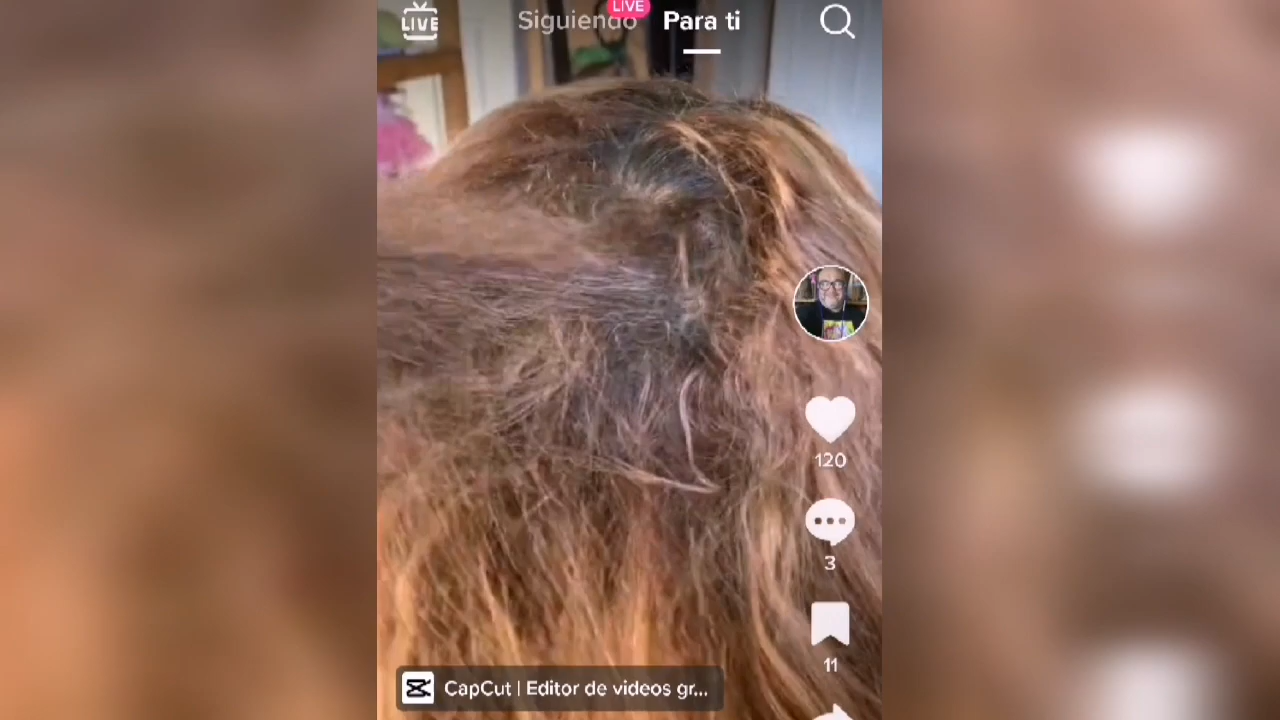 LIVE
LIVE
Siguiendo
Para ti
120
3
11
CapCut | Editor de videos gr...